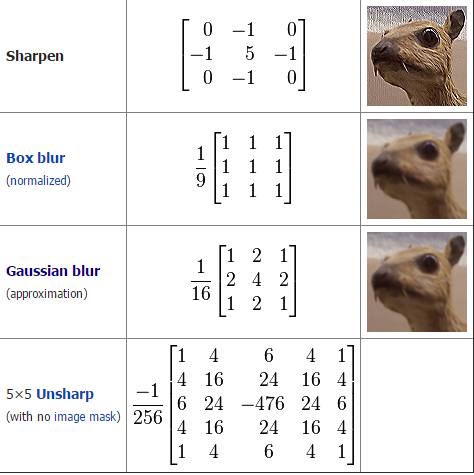 Sharpen
0 −1 0
−1 5 −1
0 −1 0
Box blur
(normalized)
1/9
1 1 1
1 1 1
1 1 1
Gaussian blur
(approximation)
1/16
1 2 1
2 4 2
1 2 1
5×5 Unsharp
(with no image mask)
−1/256
1 4 6 4 1
4 16 24 16 4
6 24 −476 24 6
4 16 24 16 4
1 4 6 4 1